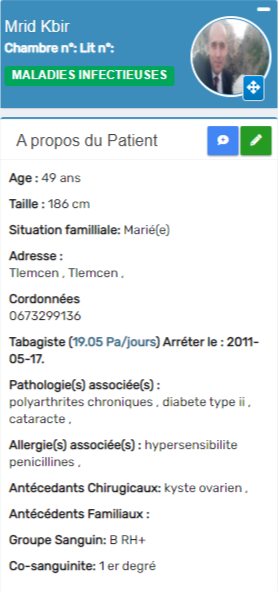 Mrid Kbir
Chambre n°: Lit n°:
MALADIES INFECTIEUSES
A propos du Patient
Age : 49 ans
Taille : 186 cm
Situation familliale: Marié(e)
Adresse :
Tlemcen , Tlemcen ,
Cordonnées
0673299136
Tabagiste (19.05 Pa/jours) Arréter le : 2011-
05-17.
Pathologie(s) associée(s) :
polyarthrites chroniques , diabete type ii ,
cataracte ,
Allergie(s) associée(s) : hypersensibilite
penicillines ,
Antécedants Chirugicaux: kyste ovarien ,
Antécédents Familiaux :
Groupe Sanguin: B RH+
Co-sanguinite: 1 er degré